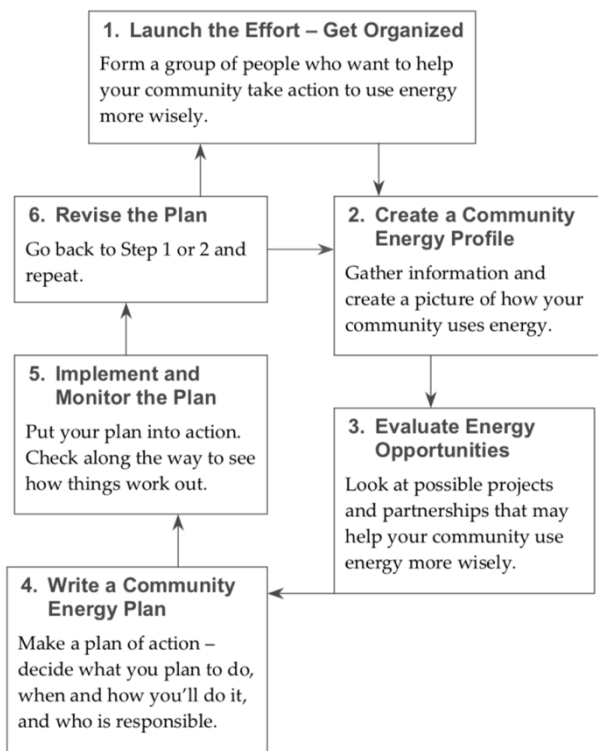 1. Launch the Effort – Get Organized
Form a group of people who want to help
your community take action to use energy
more wisely.
2. Create a Community
Energy Profile
Gather information and
create a picture of how your
community uses energy.
3. Evaluate Energy
Opportunities
Look at possible projects
and partnerships that may
help your community use
energy more wisely.
4. Write a Community
Energy Plan
Make a plan of action –
decide what you plan to do,
when and how you’ll do it,
and who is responsible.
5. Implement and
Monitor the Plan
Put your plan into action.
Check along the way to see
how things work out.
6. Revise the Plan
Go back to Step 1 or 2 and
repeat.